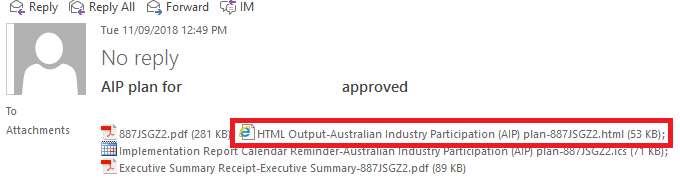 Reply Reply All Forward IM
Tue 11/09/2018 12:49 PM
No reply
AIP plan for approved
To
Attachments
887JSGZ2.pdf (281 KB) HTML Output-Australian Industry Participation (AIP) plan-887JSGZ2.html (53 KB);
Implementation Report Calendar Reminder-Australian Industry Participation (AIP) plan-887JSGZ2.ics (71 KB);
Executive Summary Receipt-Executive Summary-887JSGZ2.pdf (89 KB)